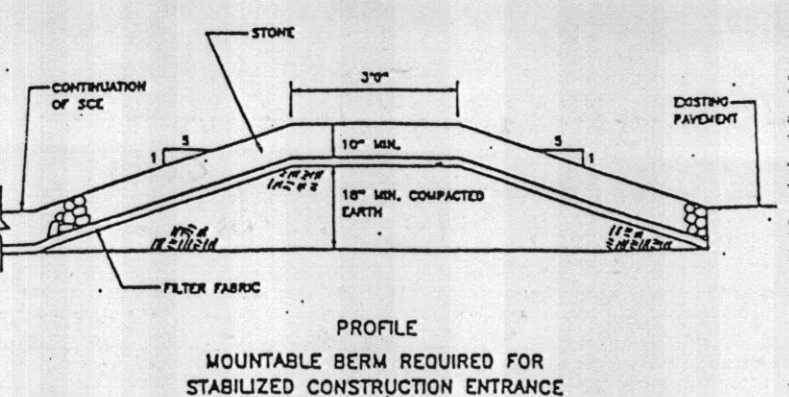 STONE
CONTINUATION
OF SCE
3'0"
EXISTING
PAVEMENT
5
1
10" MIN.
5
1
18" MIN. COMPACTED
EARTH
FILTER FABRIC
PROFILE
MOUNTABLE BERM REQUIRED FOR
STABILIZED CONSTRUCTION ENTRANCE